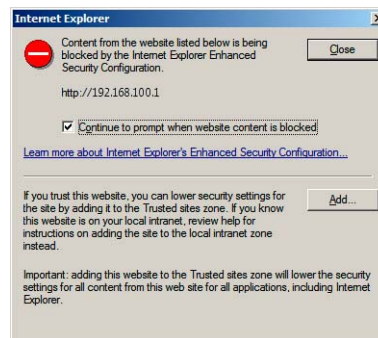 Internet Explorer
Content from the website listed below is being
blocked by the Internet Explorer Enhanced
Security Configuration.
Close
http://192.168.100.1
Continue to prompt when website content is blocked
Learn more about Internet Explorer's Enhanced Security Configuration...
If you trust this website, you can lower security settings for
the site by adding it to the Trusted sites zone. If you know
this website is on your local intranet, review help for
instructions on adding the site to the local intranet zone
instead.
Add...
Important: adding this website to the Trusted sites zone will lower the security
settings for all content from this web site for all applications, including Internet
Explorer.